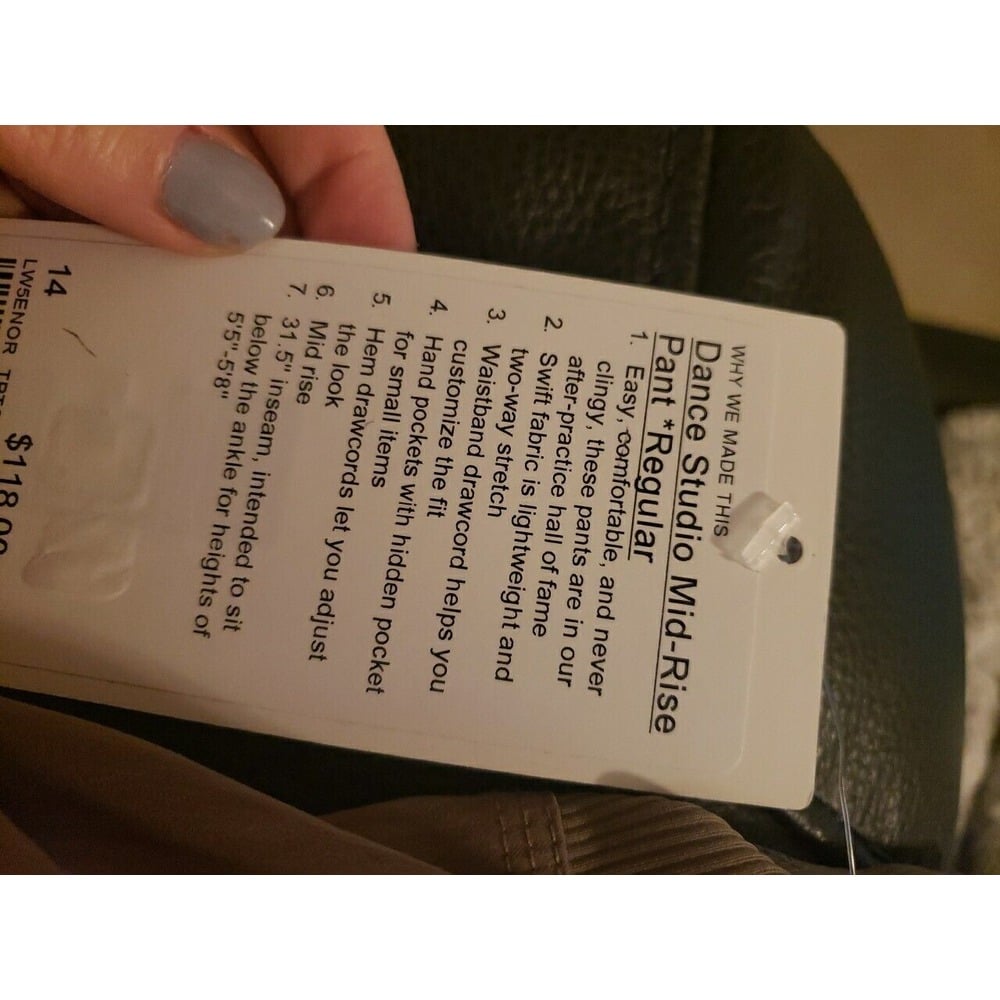 WHY WE MADE THIS
Dance Studio Mid-Rise
Pant *Regular
1. Easy, comfortable, and never
clingy, these pants are in our
after-practice hall of fame
2. Swift fabric is lightweight and
two-way stretch
3. Waistband drawcord helps you
customize the fit
4. Hand pockets with hidden pocket
for small items
5. Hem drawcords let you adjust
the look
6. Mid rise
7. 31.5" inseam, intended to sit
below the ankle for heights of
5'5"-5'8"
14
$118.00
LW5ENOR